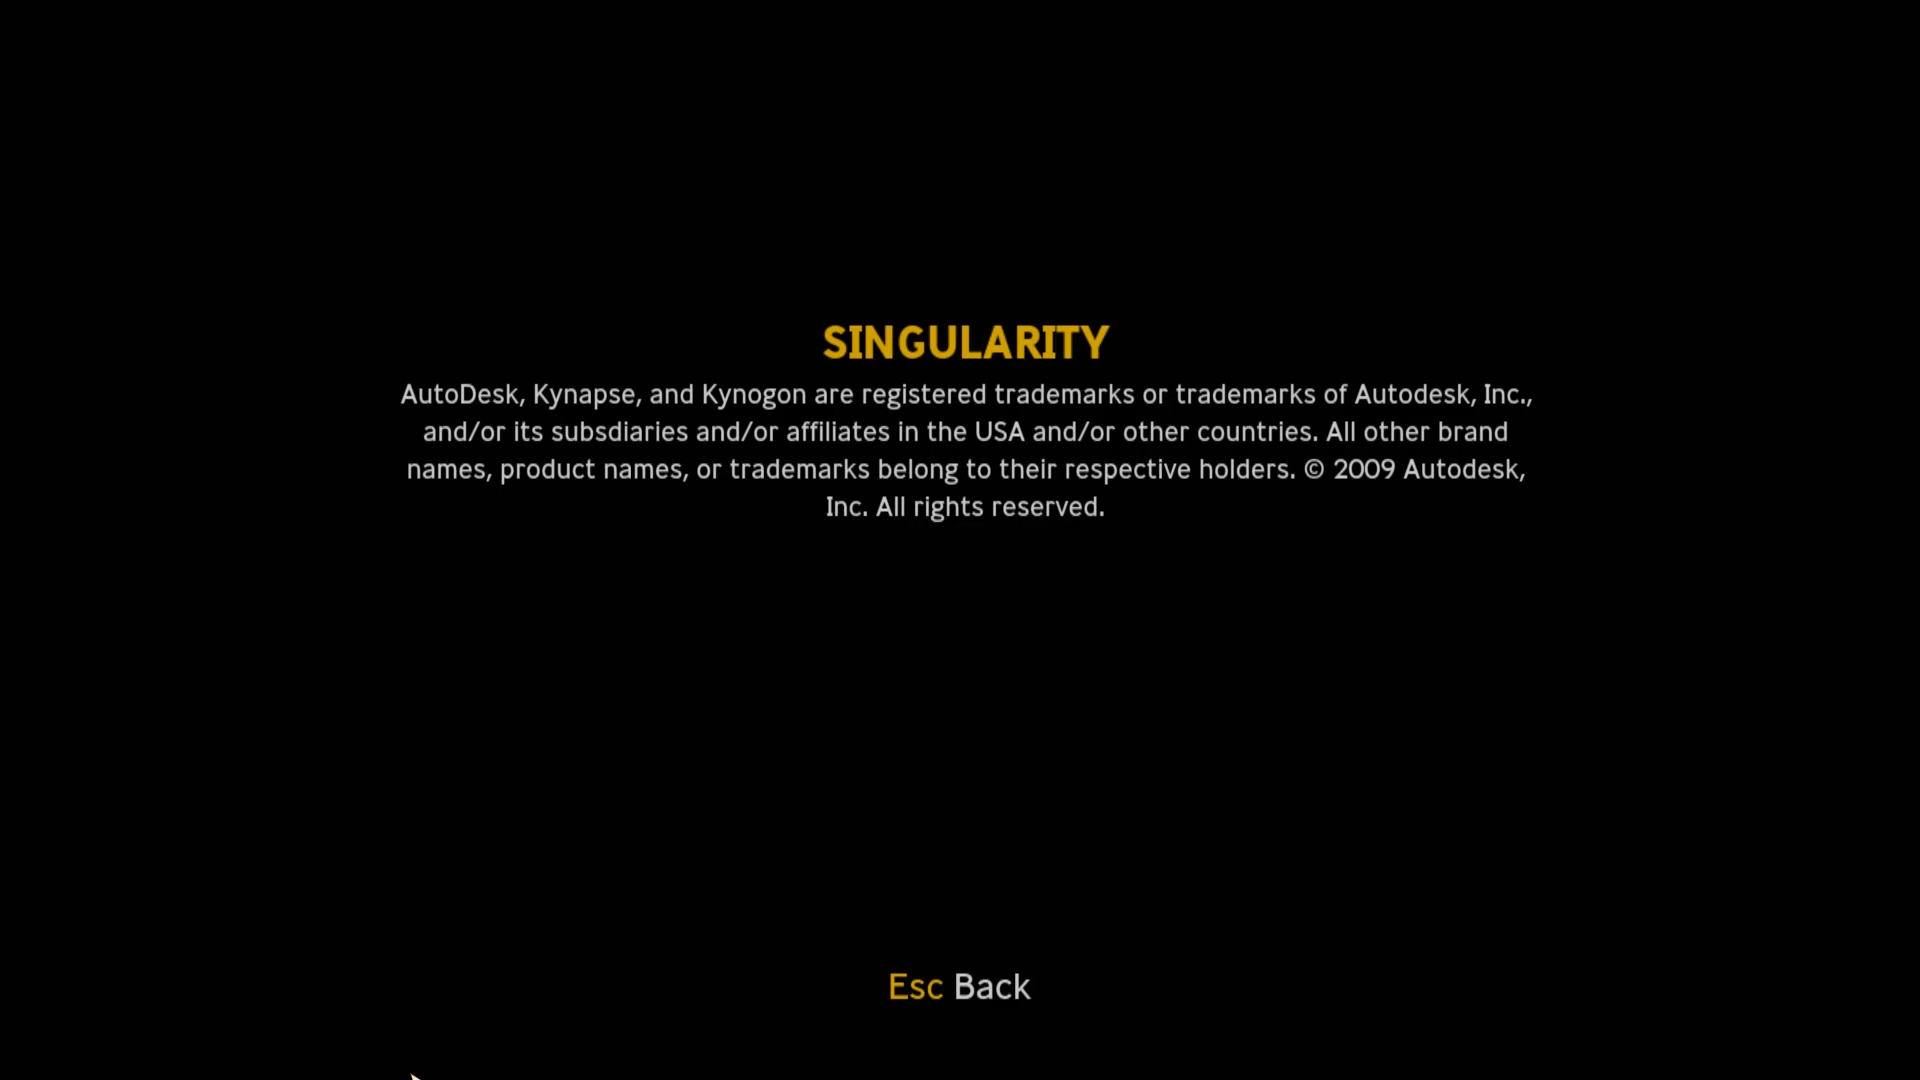 SINGULARITY
AutoDesk, Kynapse, and Kynogon are registered trademarks or trademarks of Autodesk, Inc.,
and/or its subsdiaries and/or affiliates in the USA and/or other countries. All other brand
names, product names, or trademarks belong to their respective holders. © 2009 Autodesk,
Inc. All rights reserved.
Esc Back